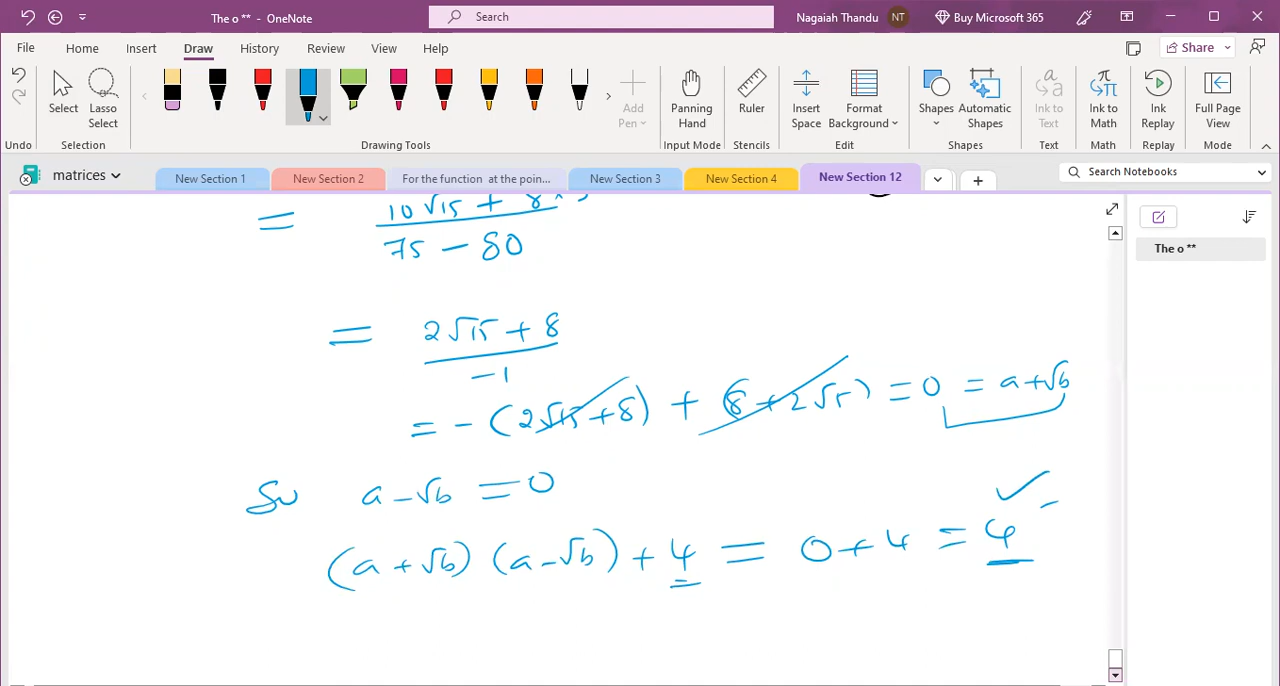 The o ** - OneNote
Search
Nagaiah Thandu NT
Buy Microsoft 365
File Home Insert Draw History Review View Help
Share
Select
Lasso Select
Add Pen
Panning Hand
Ruler
Insert Space
Format Background
Shapes
Automatic Shapes
Ink to Text
Ink to Math
Ink Replay
Full Page View
Undo
Selection
Drawing Tools
Input Mode
Stencils
Edit
Shapes
Text
Math
Replay
Mode
matrices
New Section 1
New Section 2
For the function at the poin...
New Section 3
New Section 4
New Section 12
Search Notebooks
The o **
= 10√15 + 8
75 - 80
= 2√15 + 8
-1
= - (2√15 + 8) + (8 + 2√15) = 0 = a+√b
So a - √b = 0
(a + √b) (a - √b) + 4 = 0 + 4 = 4